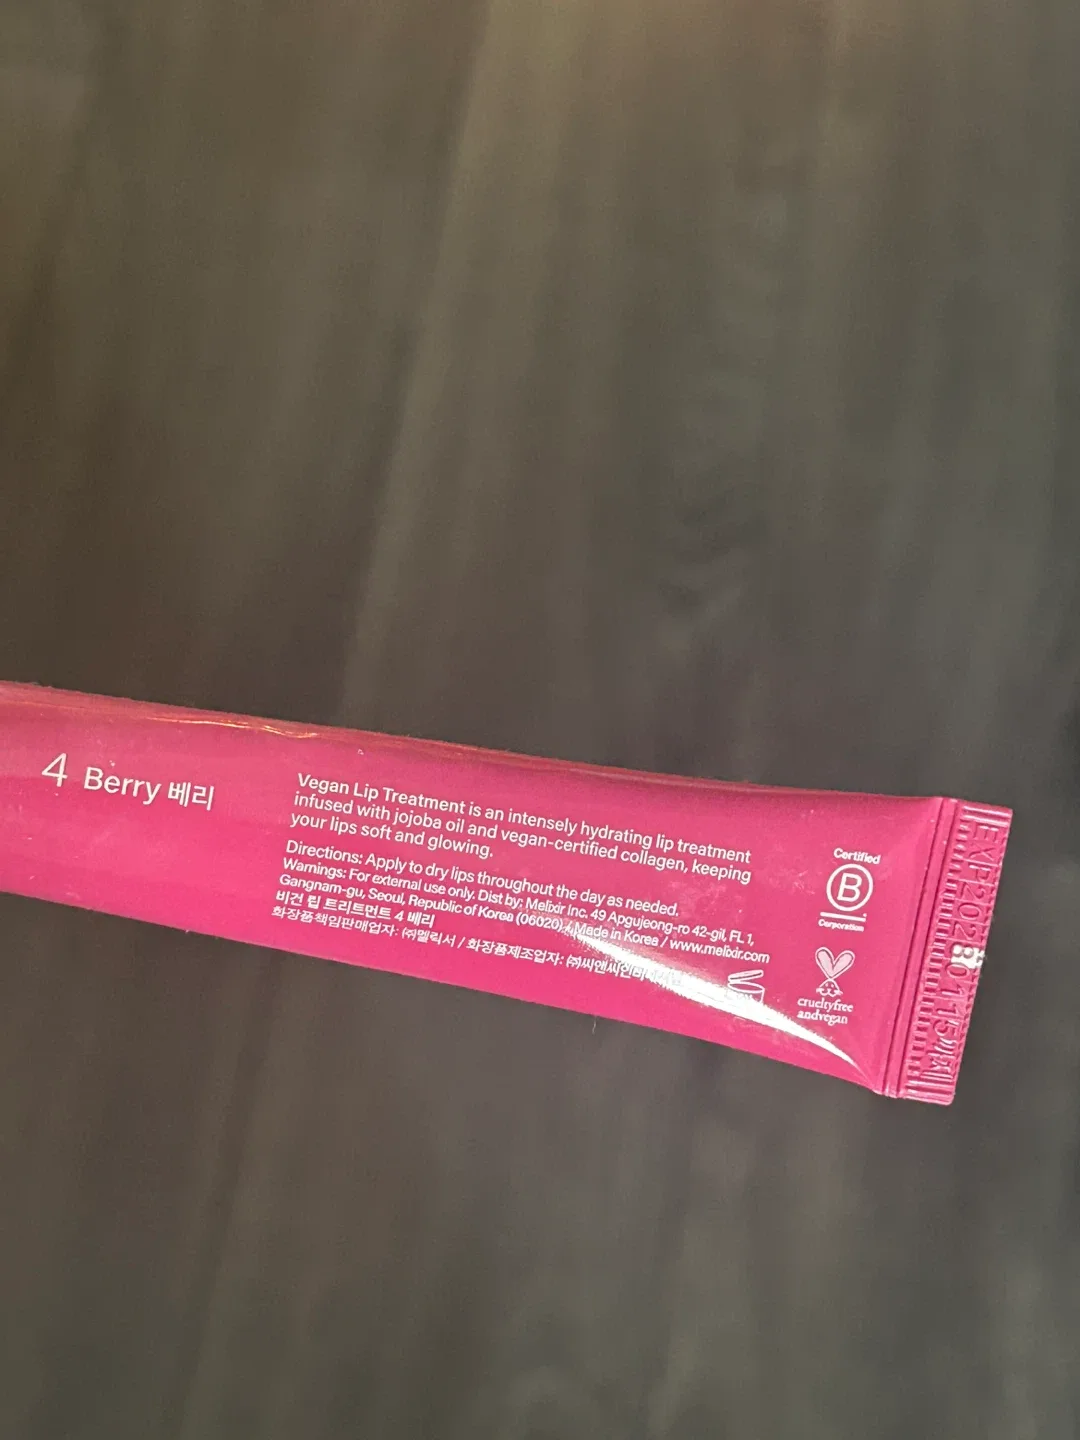 4 Berry 베리
Vegan Lip Treatment is an intensely hydrating lip treatment
infused with jojoba oil and vegan-certified collagen, keeping
your lips soft and glowing.
Directions: Apply to dry lips throughout the day as needed.
Warnings: For external use only. Dist by: Melixir Inc. 49 Apgujeong-ro 42-gil, FL 1,
Gangnam-gu, Seoul, Republic of Korea (06020) / Made in Korea / www.melixir.com
비건 립 트리트먼트 4 베리
화장품책임판매업자: ㈜멜릭서 / 화장품제조업자:
Certified
B
Corporation
crueltyfree
andvegan